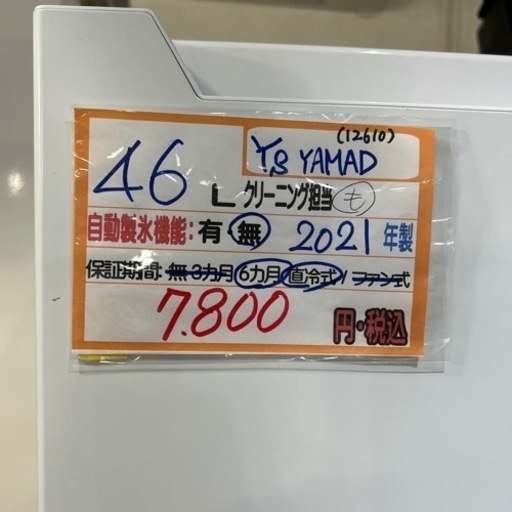 (12610)
YS YAMAD
46 L クリーニング担当 も
自動製氷機能:有・無 2021 年製
保証期間:無・3カ月 6カ月 直冷式 / ファン式
7.800 円・税込